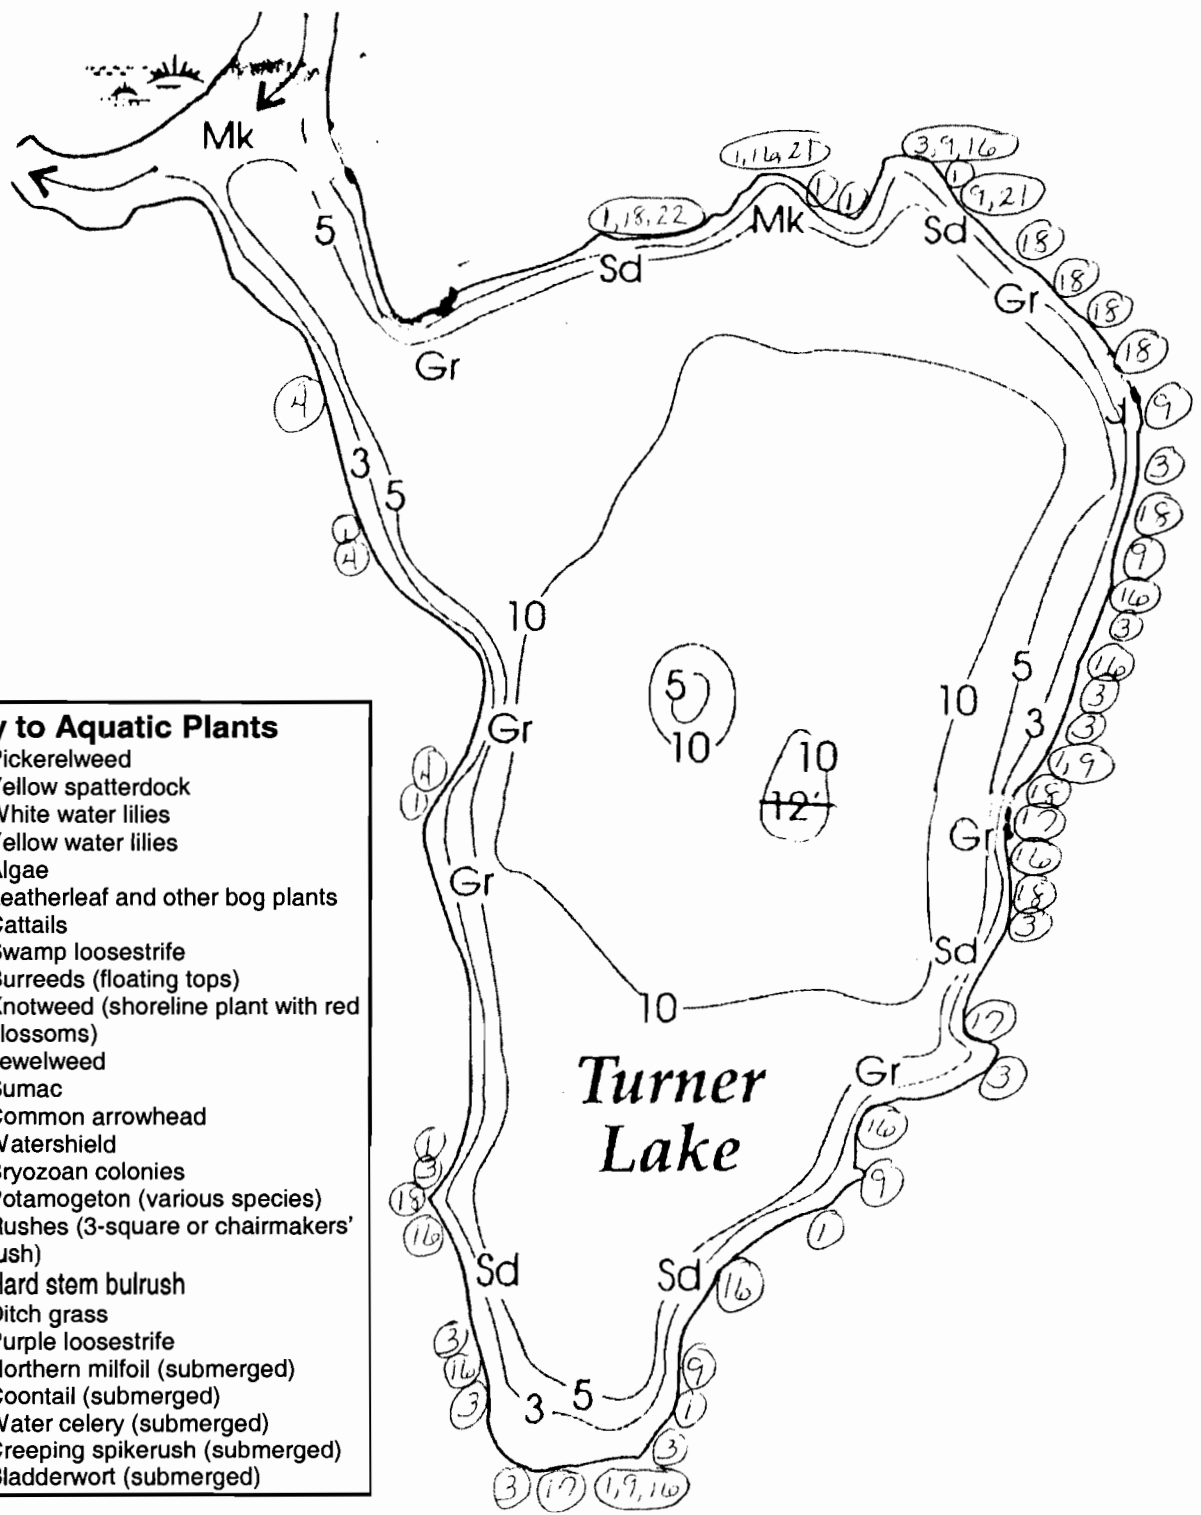 Mk
1,16,21
3,9,16
1
1
1
9,21
1,18,22
Mk
Sd
5
Sd
18
18
Gr
18
18
Gr
4
9
3
3
5
18
1
4
9
16
10
3
5
16
5
10
3
3
3
Gr
10
10
1,9
4
1
18
12'
17
Gr
16
Gr
18
3
Sd
10
17
Turner
Lake
Gr
3
16
1
3
9
18
16
1
Sd
Sd
16
3
16
9
3
3
5
1
3
3
17
1,9,16
y to Aquatic Plants
Pickerelweed
Yellow spatterdock
White water lilies
Yellow water lilies
Algae
Leatherleaf and other bog plants
Cattails
Swamp loosestrife
Burreeds (floating tops)
Knotweed (shoreline plant with red
blossoms)
Jewelweed
Sumac
Common arrowhead
Watershield
Bryozoan colonies
Potamogeton (various species)
Rushes (3-square or chairmakers'
rush)
Hard stem bulrush
Ditch grass
Purple loosestrife
Northern milfoil (submerged)
Coontail (submerged)
Water celery (submerged)
Creeping spikerush (submerged)
Bladderwort (submerged)